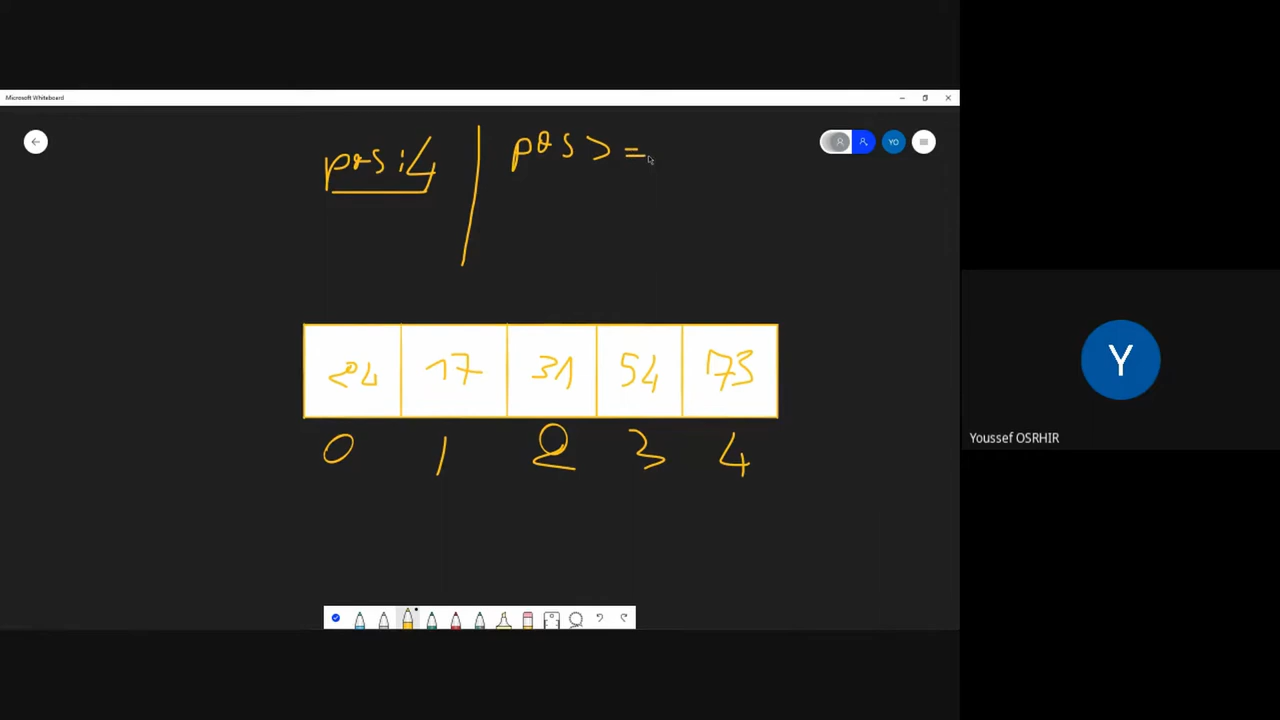 Microsoft Whiteboard
YO
pos:4 | pos >=
24 17 31 54 73
0 1 2 3 4
Y
Youssef OSRHIR